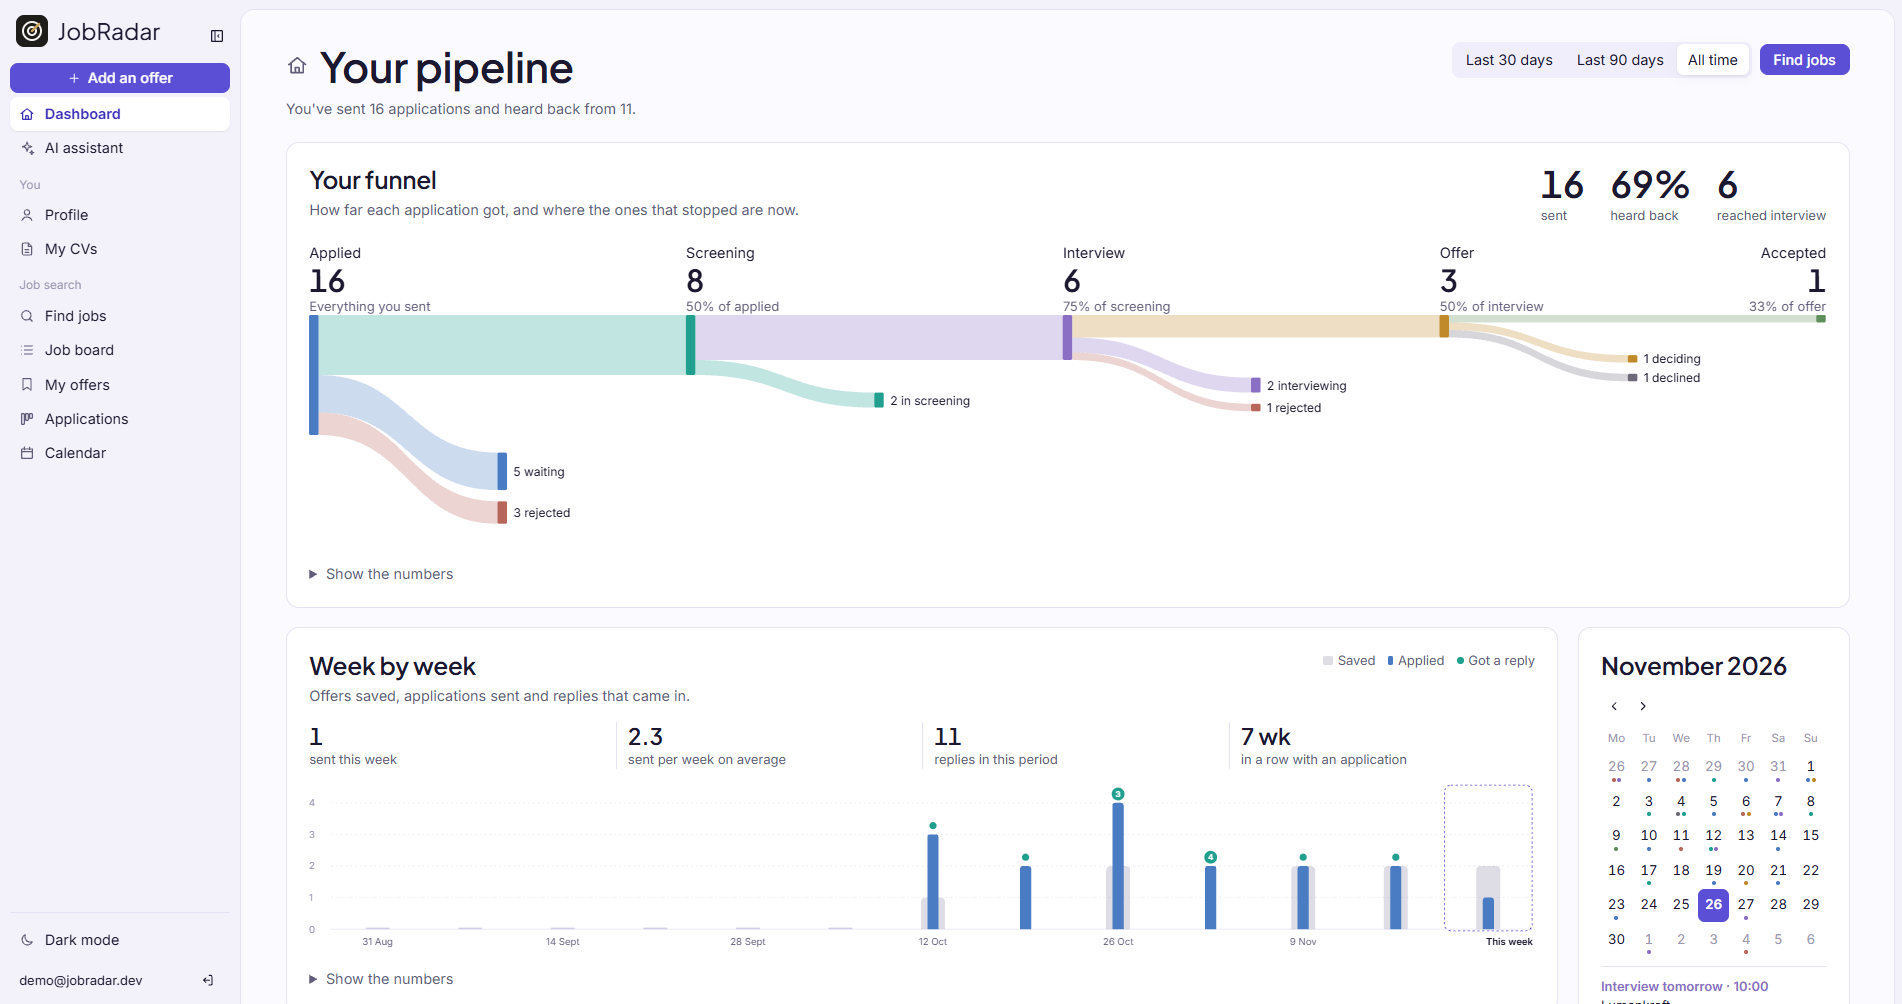 JobRadar
+ Add an offer
Dashboard
AI assistant
You
Profile
My CVs
Job search
Find jobs
Job board
My offers
Applications
Calendar
Dark mode
demo@jobradar.dev
Your pipeline
You've sent 16 applications and heard back from 11.
Last 30 days Last 90 days All time Find jobs
Your funnel
How far each application got, and where the ones that stopped are now.
16 69% 6
sent heard back reached interview
Applied Screening Interview Offer Accepted
16 8 6 3 1
Everything you sent 50% of applied 75% of screening 50% of interview 33% of offer
1 deciding
1 declined
2 interviewing
1 rejected
2 in screening
5 waiting
3 rejected
Show the numbers
Week by week
Offers saved, applications sent and replies that came in.
Saved Applied Got a reply
1 2.3 11 7 wk
sent this week sent per week on average replies in this period in a row with an application
4
3
2
1
0
3
4
31 Aug 14 Sept 28 Sept 12 Oct 26 Oct 9 Nov This week
Show the numbers
November 2026
Mo Tu We Th Fr Sa Su
26 27 28 29 30 31 1
2 3 4 5 6 7 8
9 10 11 12 13 14 15
16 17 18 19 20 21 22
23 24 25 26 27 28 29
30 1 2 3 4 5 6
Interview tomorrow · 10:00